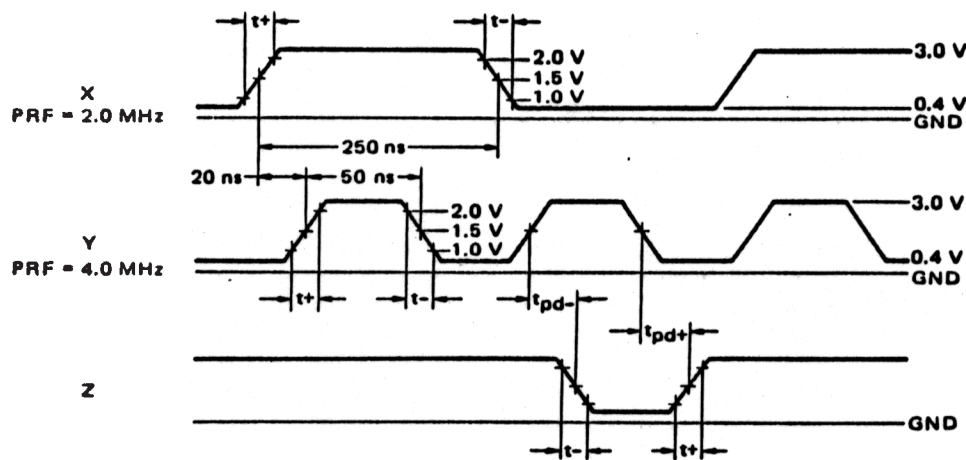 t+
t-
3.0 V
2.0 V
1.5 V
1.0 V
X
PRF = 2.0 MHz
0.4 V
GND
250 ns
20 ns
50 ns
3.0 V
2.0 V
1.5 V
1.0 V
Y
PRF = 4.0 MHz
0.4 V
GND
t+
t-
tpd-
tpd+
Z
GND
t-
t+